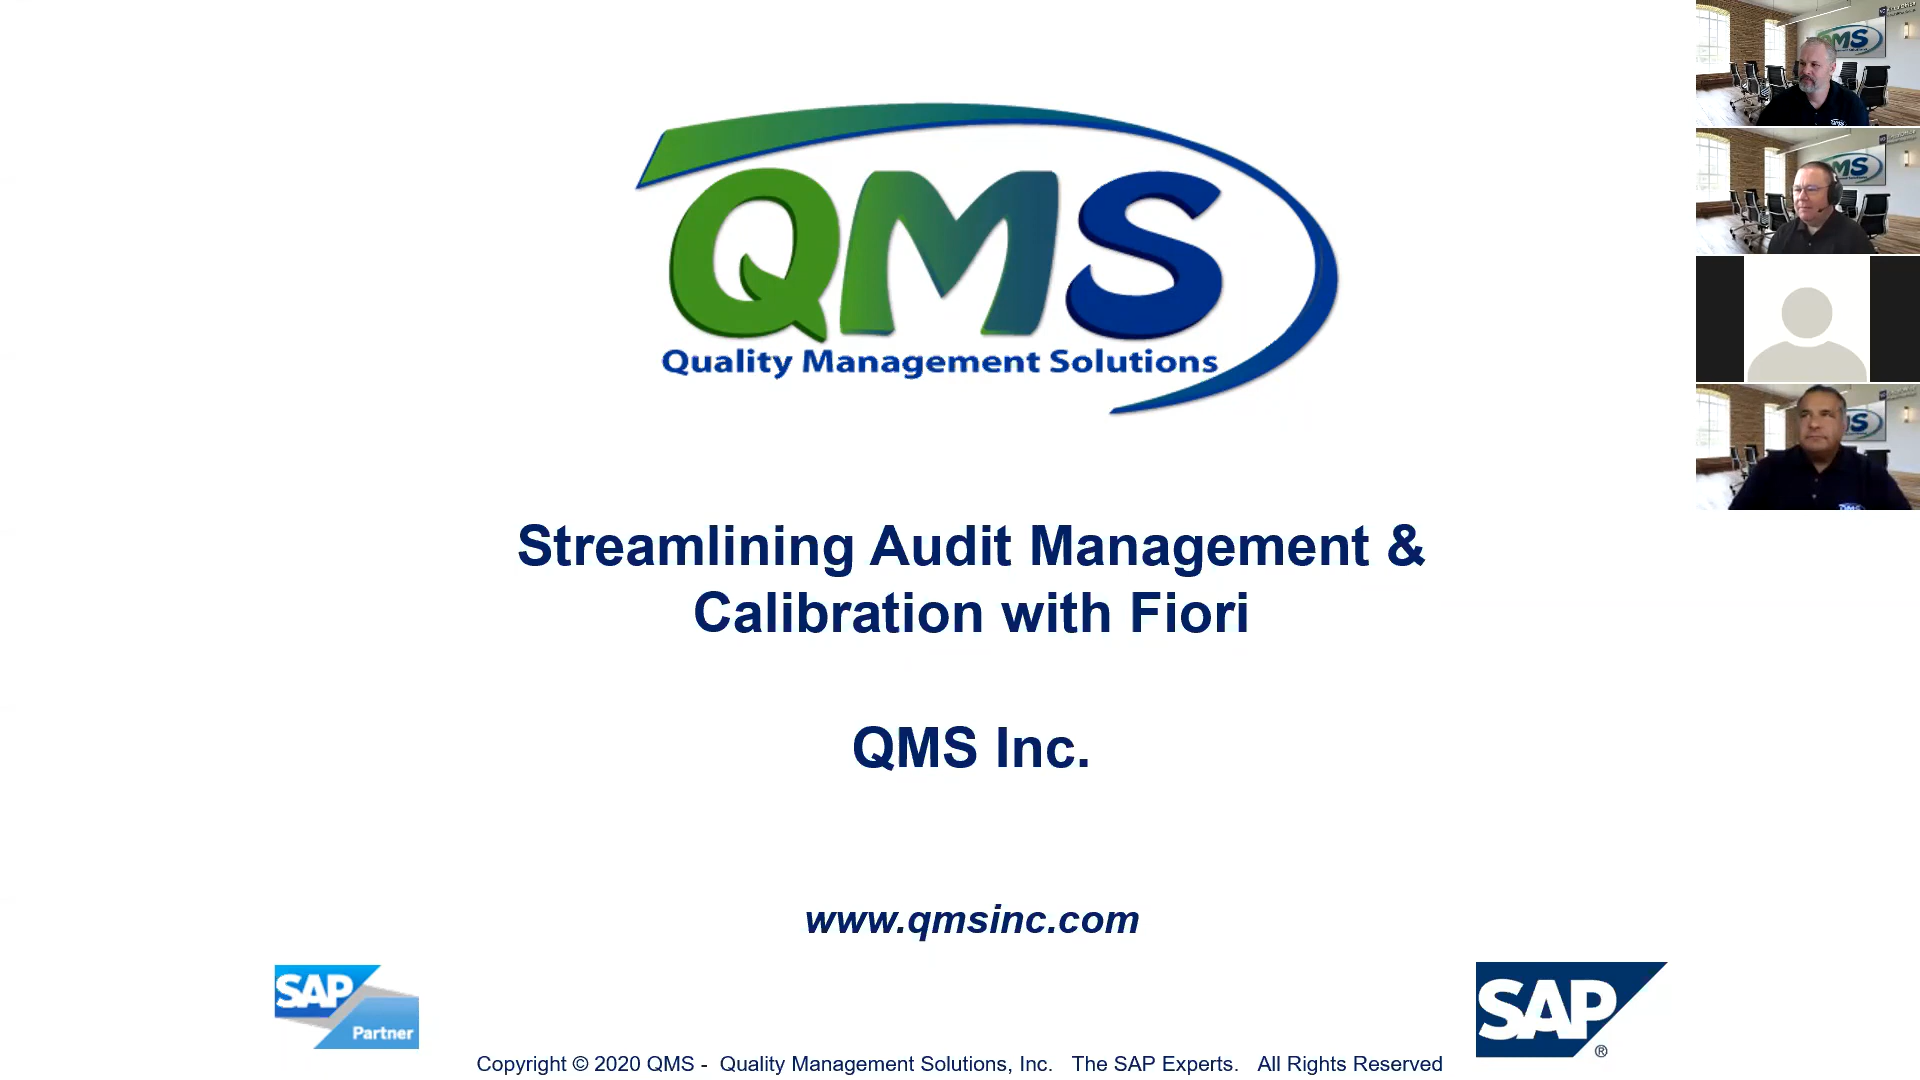 QMS
Quality Management Solutions
Streamlining Audit Management &
Calibration with Fiori
QMS Inc.
www.qmsinc.com
SAP
Partner
SAP
®
Copyright © 2020 QMS - Quality Management Solutions, Inc. The SAP Experts. All Rights Reserved